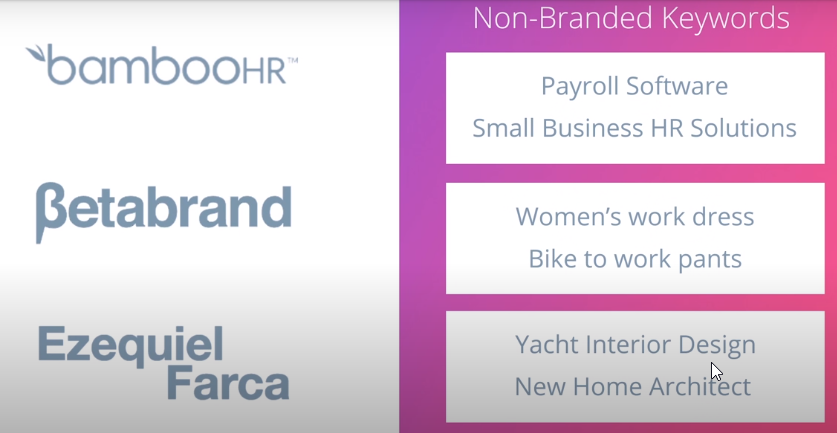 Non-Branded Keywords
bambooHR™
Payroll Software
Small Business HR Solutions
βetabrand
Women's work dress
Bike to work pants
Ezequiel
Farca
Yacht Interior Design
New Home Architect